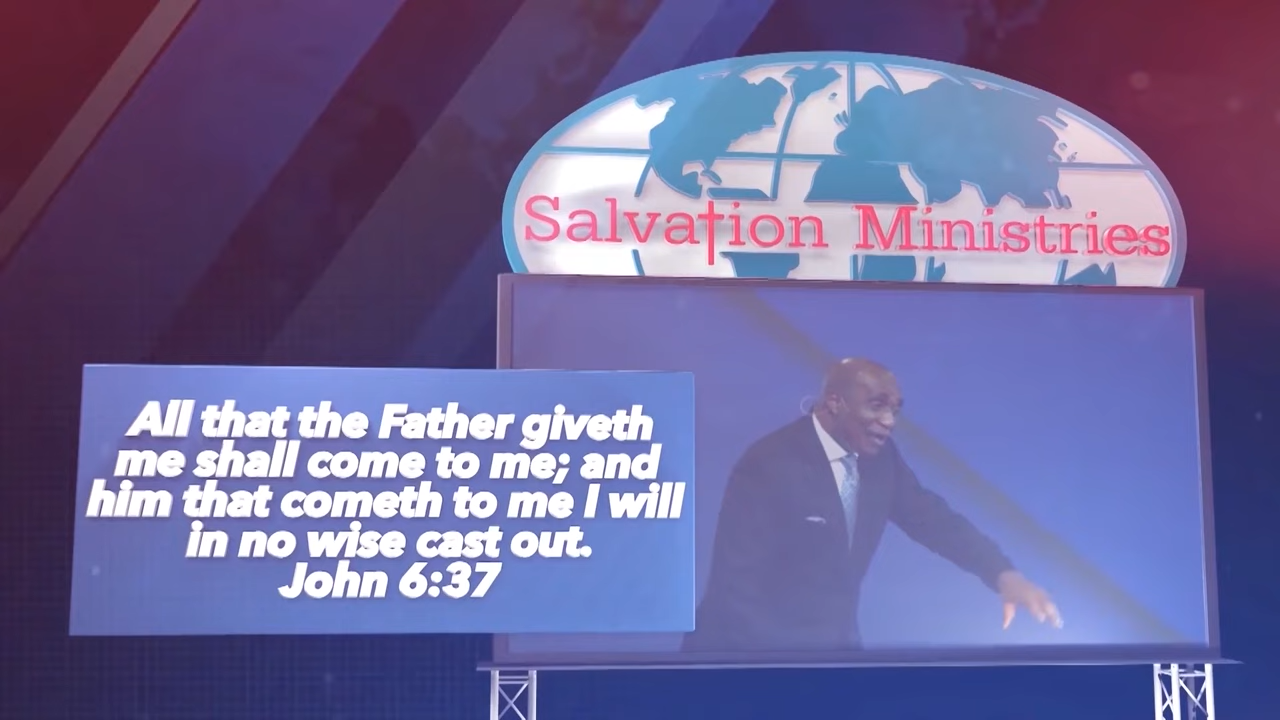 Salvation Ministries
All that the Father giveth
me shall come to me; and
him that cometh to me I will
in no wise cast out.
John 6:37